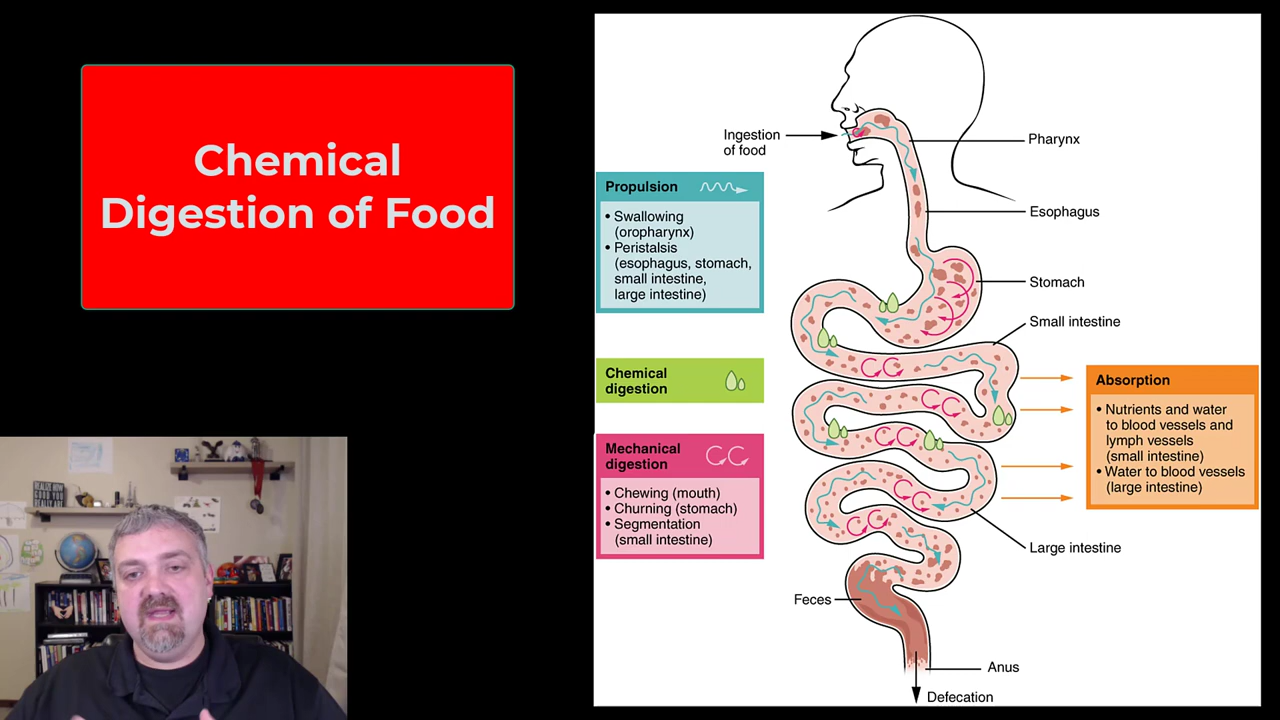 Chemical
Digestion of Food
Ingestion
of food
Pharynx
Propulsion
• Swallowing
(oropharynx)
• Peristalsis
(esophagus, stomach,
small intestine,
large intestine)
Esophagus
Stomach
Small intestine
Chemical
digestion
Absorption
• Nutrients and water
to blood vessels and
lymph vessels
(small intestine)
• Water to blood vessels
(large intestine)
Mechanical
digestion
• Chewing (mouth)
• Churning (stomach)
• Segmentation
(small intestine)
Large intestine
Feces
Anus
Defecation